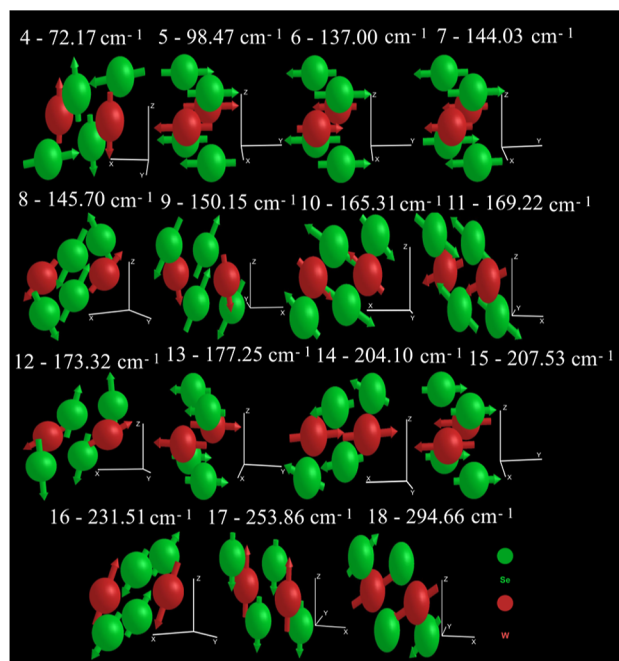 4 - 72.17 cm-1 5 - 98.47 cm-1 6 - 137.00 cm-1 7 - 144.03 cm-1
Z Z Z Z
X Y X Y X Y X Y
8 - 145.70 cm-1 9 - 150.15 cm-1 10 - 165.31 cm-1 11 - 169.22 cm-1
Z Z Z Z
X Y Y X X Y Y X
12 - 173.32 cm-1 13 - 177.25 cm-1 14 - 204.10 cm-1 15 - 207.53 cm-1
Z Z Z Z
X Y X Y X Y X Y
16 - 231.51 cm-1 17 - 253.86 cm-1 18 - 294.66 cm-1
Z Z Z
X Y Y X Y X
Se
W